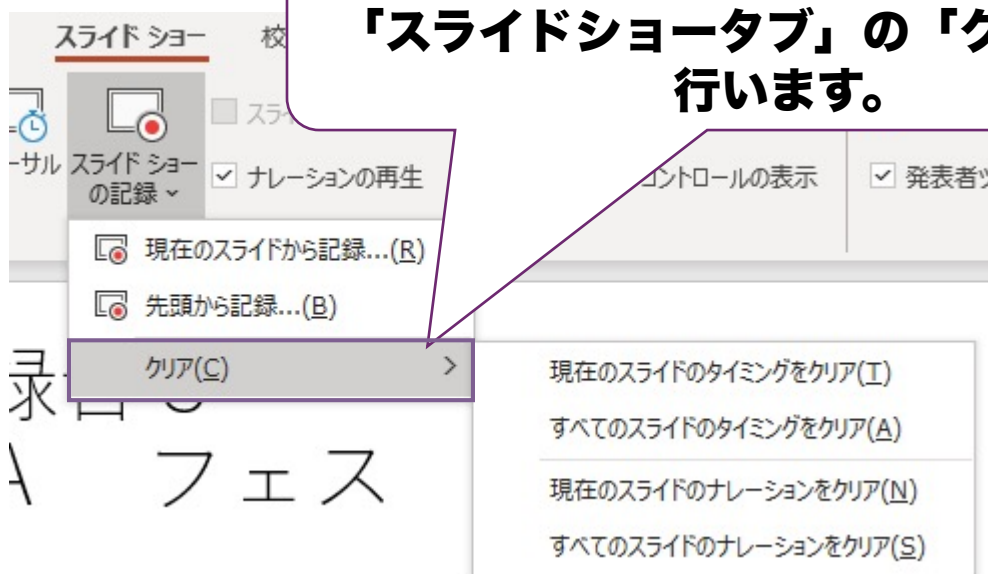 「スライドショータブ」の「ク
行います。
スライド ショー 校
スライ
ーサル スライド ショー
の記録
ナレーションの再生
ントロールの表示
発表者ツ
現在のスライドから記録...(R)
先頭から記録...(B)
クリア(C)
現在のスライドのタイミングをクリア(T)
すべてのスライドのタイミングをクリア(A)
現在のスライドのナレーションをクリア(N)
すべてのスライドのナレーションをクリア(S)
フェス